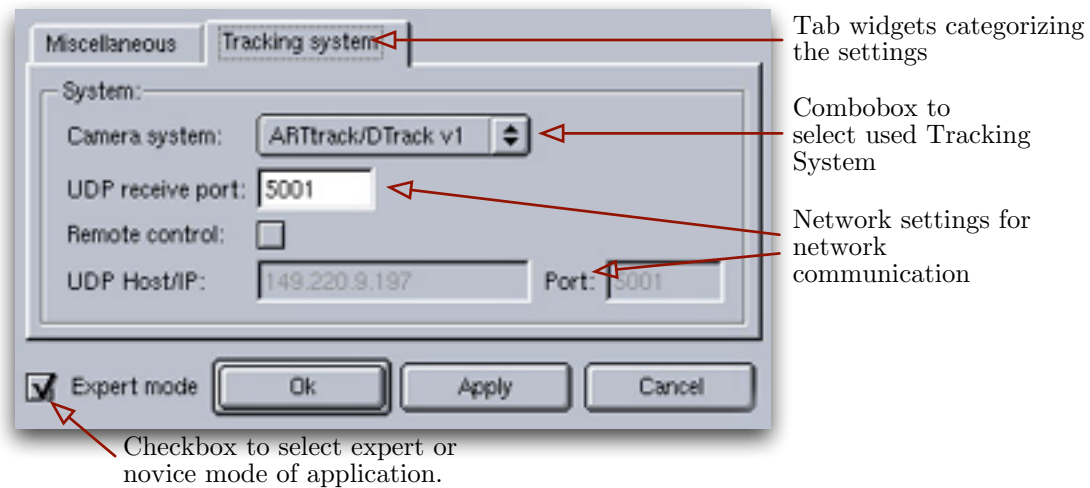 Miscellaneous
Tracking system
Tab widgets categorizing
the settings
System:
Camera system:
ARTtrack/DTrack v1
Combobox to
select used Tracking
System
UDP receive port:
5001
Remote control:
Network settings for
network
communication
UDP Host/IP:
149.220.9.197
Port:
5001
Expert mode
Ok
Apply
Cancel
Checkbox to select expert or
novice mode of application.